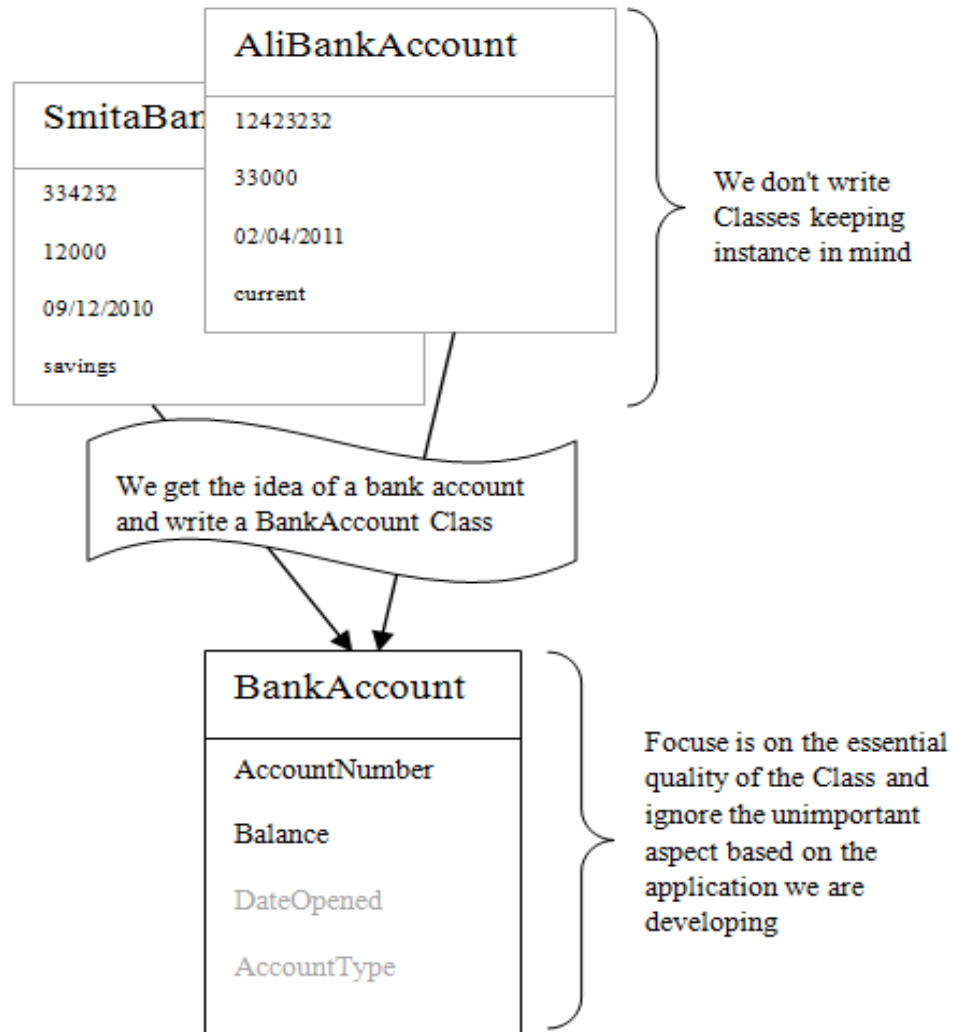 AliBankAccount
12423232
33000
02/04/2011
current
SmitaBan
334232
12000
09/12/2010
savings
We don't write
Classes keeping
instance in mind
We get the idea of a bank account
and write a BankAccount Class
BankAccount
AccountNumber
Balance
DateOpened
AccountType
Focuse is on the essential
quality of the Class and
ignore the unimportant
aspect based on the
application we are
developing